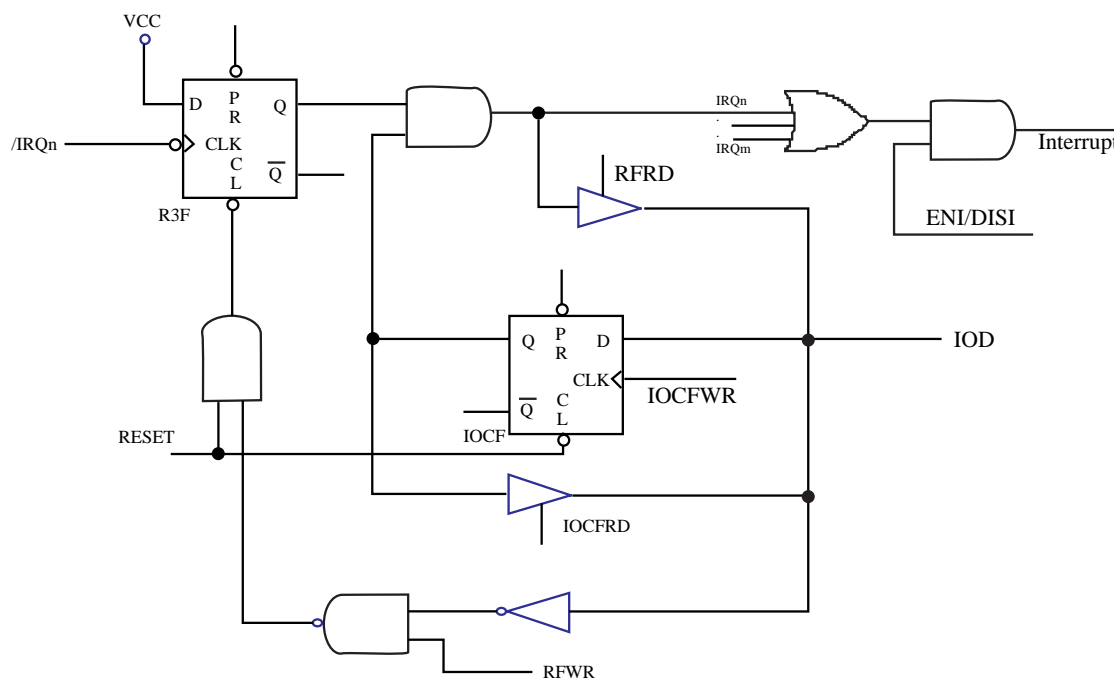 VCC
D
P
R
Q
/IRQn
CLK
C
L
Q
R3F
IRQn
.
.
IRQm
Interrupt
RFRD
ENI/DISI
Q
P
R
D
IOD
CLK
IOCFWR
C
L
Q
IOCF
RESET
IOCFRD
RFWR